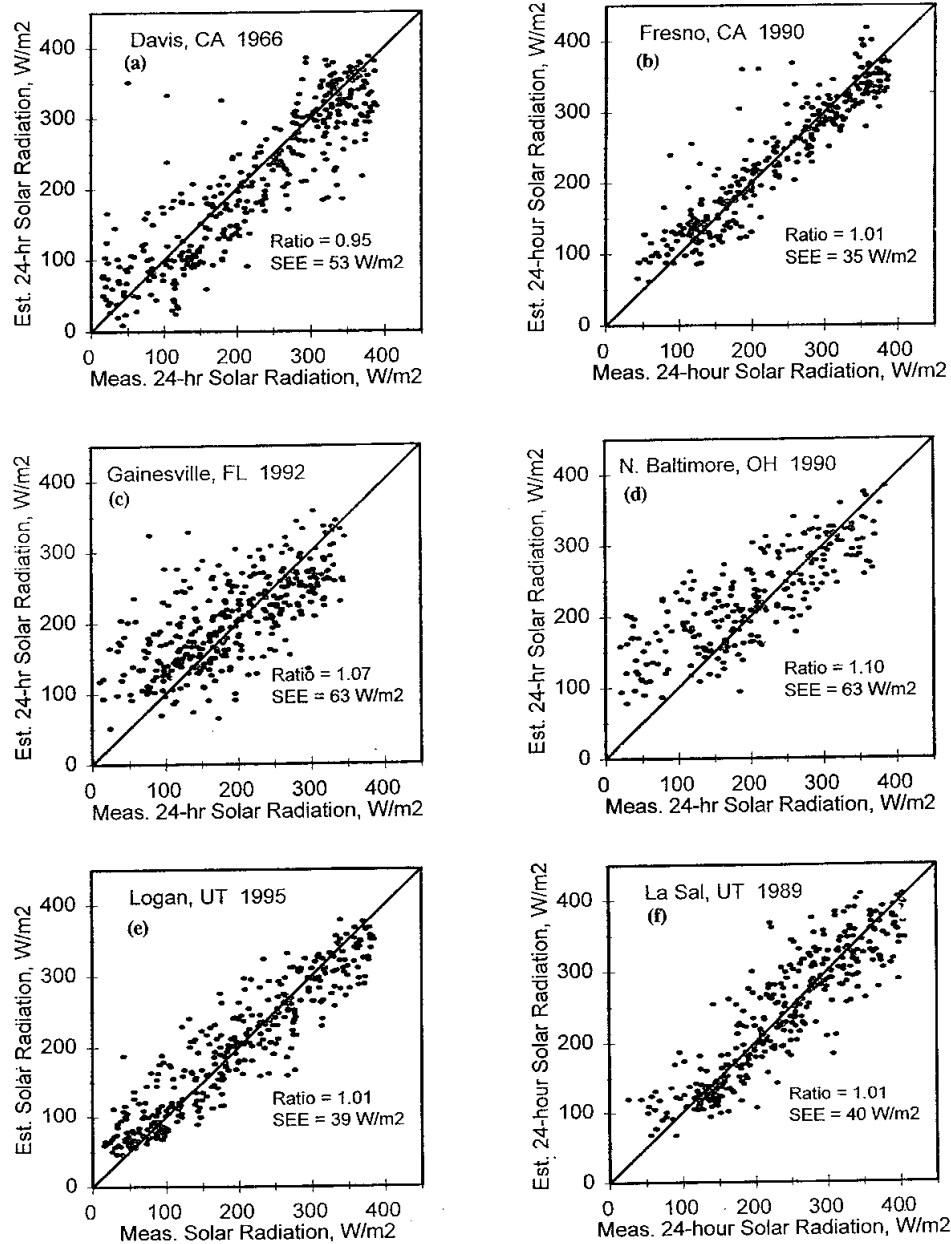 Est. 24-hr Solar Radiation, W/m2
400
300
200
100
0
Davis, CA 1966
(a)
Ratio = 0.95
SEE = 53 W/m2
0 100 200 300 400
Meas. 24-hr Solar Radiation, W/m2
Est. 24-hour Solar Radiation, W/m2
400
300
200
100
0
Fresno, CA 1990
(b)
Ratio = 1.01
SEE = 35 W/m2
0 100 200 300 400
Meas. 24-hour Solar Radiation, W/m2
Est. 24-hr Solar Radiation, W/m2
400
300
200
100
0
Gainesville, FL 1992
(c)
Ratio = 1.07
SEE = 63 W/m2
0 100 200 300 400
Meas. 24-hr Solar Radiation, W/m2
Est. 24-hour Solar Radiation, W/m2
400
300
200
100
0
N. Baltimore, OH 1990
(d)
Ratio = 1.10
SEE = 63 W/m2
0 100 200 300 400
Meas. 24-hour Solar Radiation, W/m2
Est. Solar Radiation, W/m2
400
300
200
100
0
Logan, UT 1995
(e)
Ratio = 1.01
SEE = 39 W/m2
0 100 200 300 400
Meas. Solar Radiation, W/m2
Est. 24-hour Solar Radiation, W/m2
400
300
200
100
0
La Sal, UT 1989
(f)
Ratio = 1.01
SEE = 40 W/m2
0 100 200 300 400
Meas. 24-hour Solar Radiation, W/m2